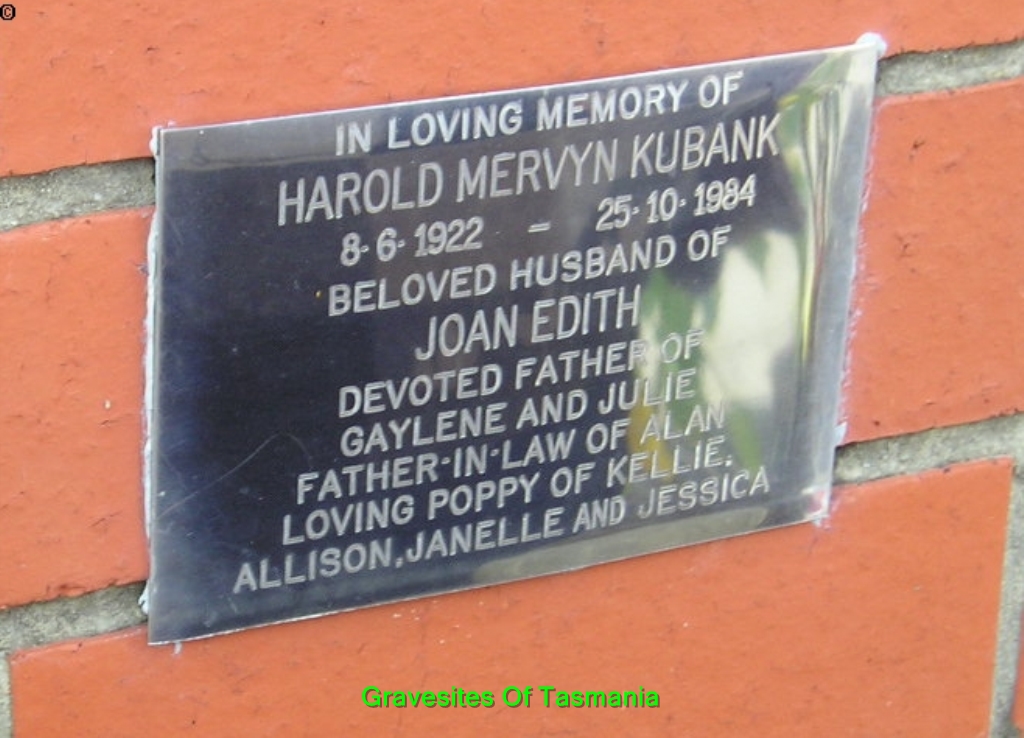 ©
IN LOVING MEMORY OF
HAROLD MERVYN KUBANK
8·6·1922 – 25·10·1984
BELOVED HUSBAND OF
JOAN EDITH
DEVOTED FATHER OF
GAYLENE AND JULIE
FATHER-IN-LAW OF ALAN
LOVING POPPY OF KELLIE.
ALLISON, JANELLE AND JESSICA
Gravesites Of Tasmania